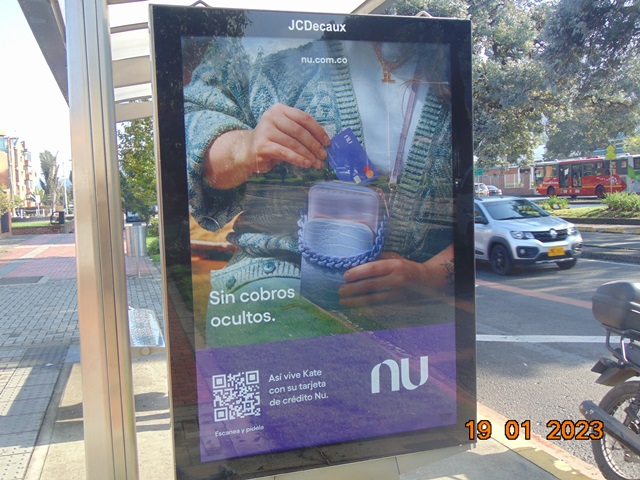 JCDecaux
nu.com.co
nu
Sin cobros
ocultos.
Así vive Kate
con su tarjeta
de crédito Nu.
nu
Escanea y pídela
19 01 2023